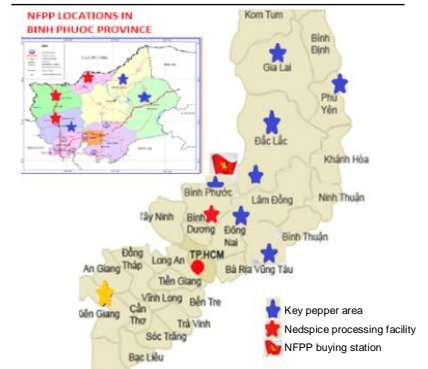 NFPP LOCATIONS IN
BINH PHUOC PROVINCE
Kom Tum
Bình
Định
Gia Lai
Phú
Yên
Đắc Lắc
Khánh Hòa
Bình Phước
Lâm Đồng
Ninh Thuận
Tây Ninh
Bình
Dương
Đồng
Nai
Bình Thuận
TP.HCM
Đồng
Tháp
Long An
Bà Rịa Vũng Tàu
An Giang
Tiền Giang
Vĩnh Long
Bến Tre
Kiên Giang
Cần
Thơ
Trà Vinh
Sóc Trăng
Bạc Liêu
Key pepper area
Nedspice processing facility
NFPP buying station